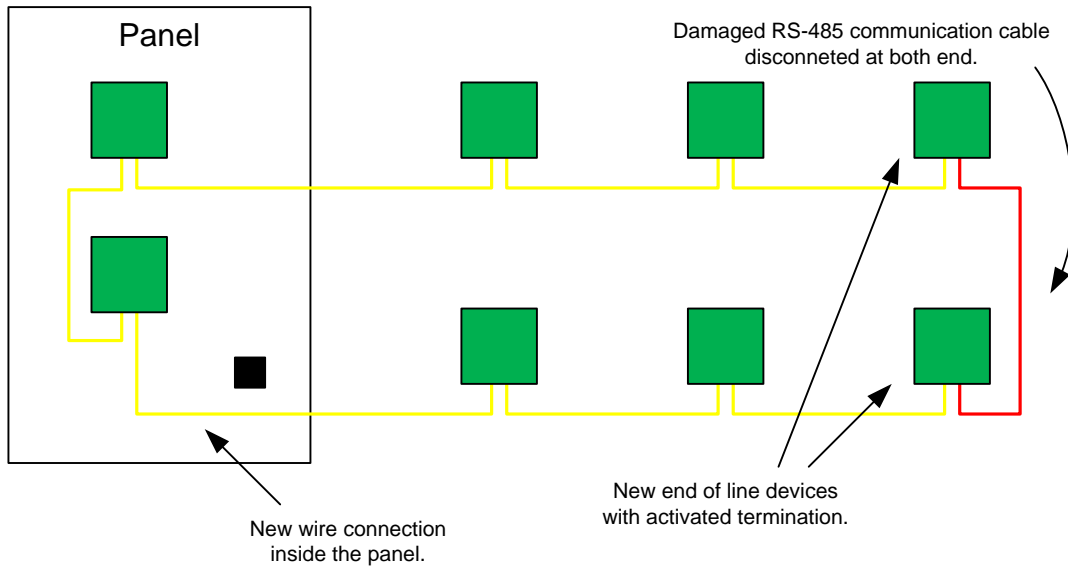 Panel
Damaged RS-485 communication cable
disconneted at both end.
New end of line devices
with activated termination.
New wire connection
inside the panel.